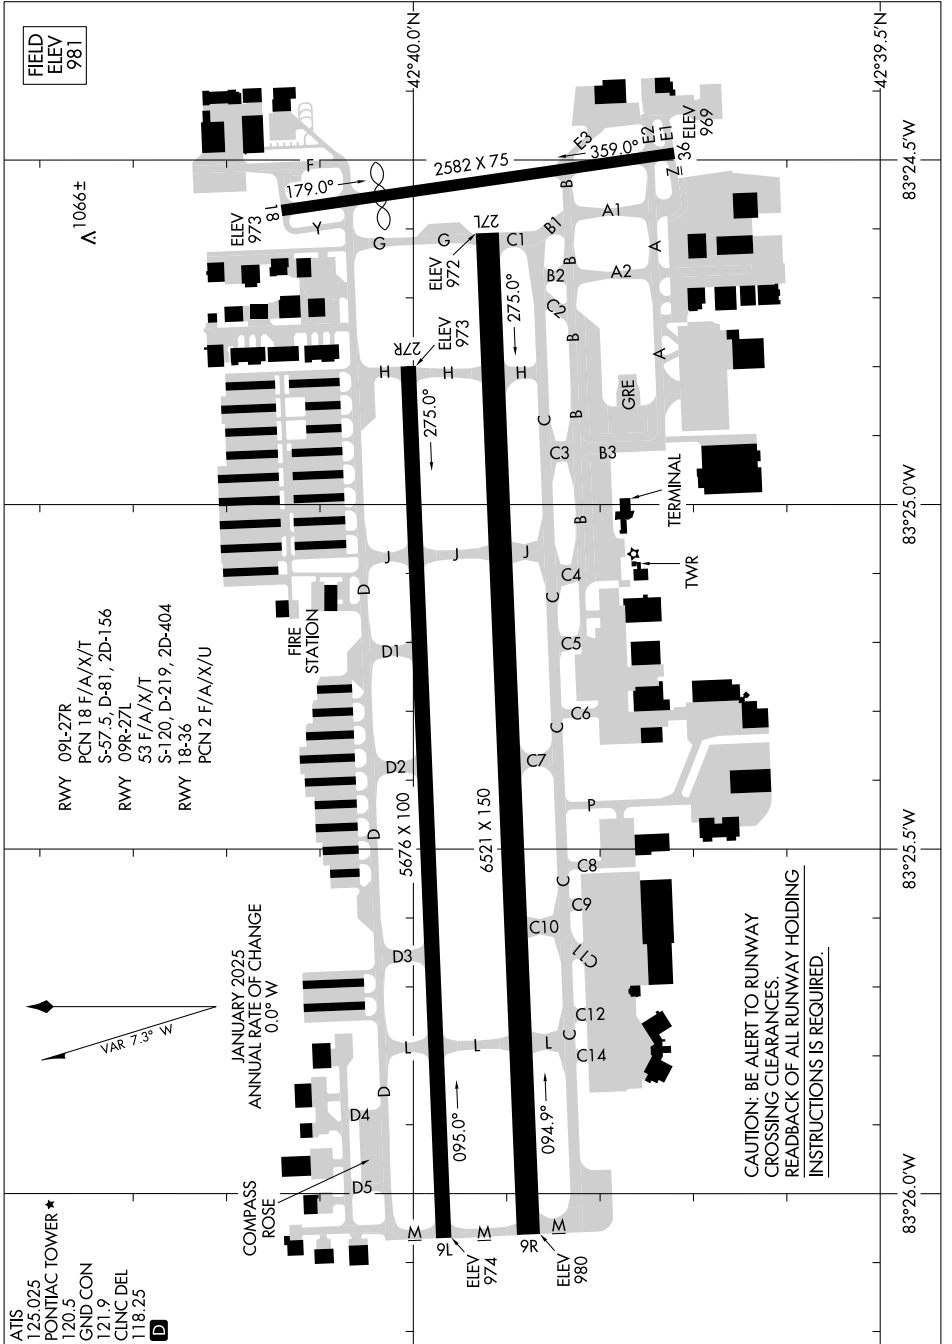 ATIS
125.025
PONTIAC TOWER ★
120.5
GND CON
121.9
CLNC DEL
118.25
D
VAR 7.3° W
JANUARY 2025
ANNUAL RATE OF CHANGE
0.0° W
RWY 09L-27R
PCN 18 F/A/X/T
S-57.5, D-81, 2D-156
RWY 09R-27L
53 F/A/X/T
S-120, D-219, 2D-404
RWY 18-36
PCN 2 F/A/X/U
1066±
FIELD
ELEV
981
COMPASS
ROSE
D5
D4
D
L
D3
D
D2
D1
D
FIRE
STATION
J
H
G
Y
F
ELEV
973
18
179.0°
2582 X 75
359.0°
36
ELEV
969
E3
E2
E1
Z
42°40.0'N
42°39.5'N
M
9L
ELEV
974
095.0°
5676 X 100
275.0°
27R
ELEV
973
M
L
J
H
G
ELEV
972
27L
9R
ELEV
980
094.9°
6521 X 150
275.0°
M
L
C10
C7
J
H
C1
C
C14
C12
C11
C9
C
C8
P
C
C6
C5
C
C4
C3
C
C2
B2
B1
B
B
B
B
B
B3
GRE
A
A2
A1
A
TWR
TERMINAL
CAUTION: BE ALERT TO RUNWAY
CROSSING CLEARANCES.
READBACK OF ALL RUNWAY HOLDING
INSTRUCTIONS IS REQUIRED.
83°26.0'W
83°25.5'W
83°25.0'W
83°24.5'W